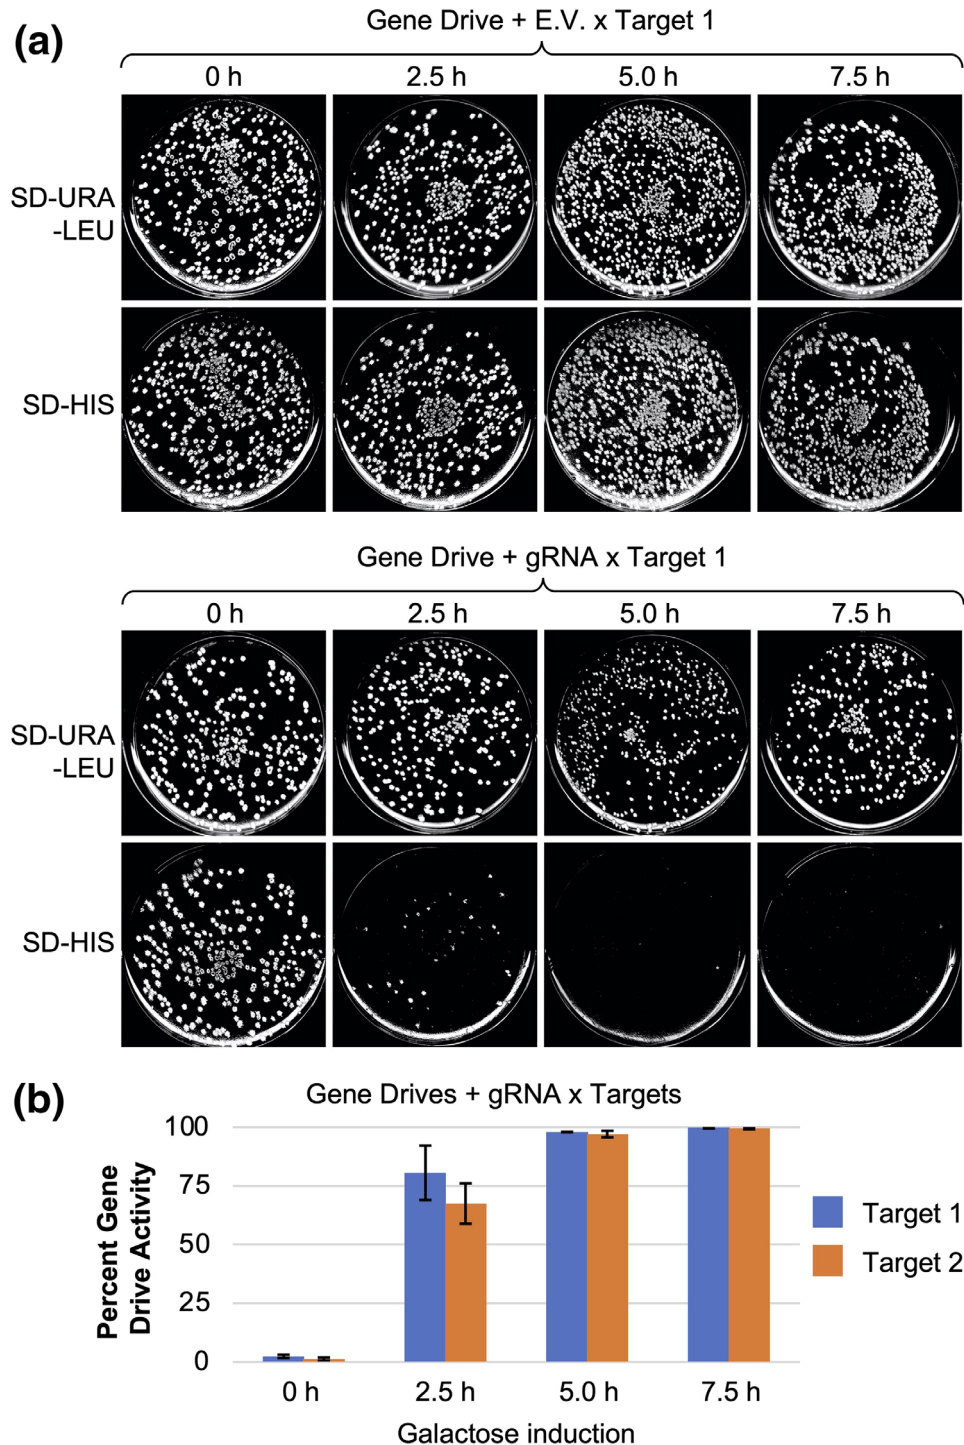 (a)
Gene Drive + E.V. x Target 1
0 h 2.5 h 5.0 h 7.5 h
SD-URA
-LEU
SD-HIS
Gene Drive + gRNA x Target 1
0 h 2.5 h 5.0 h 7.5 h
SD-URA
-LEU
SD-HIS
(b)
Gene Drives + gRNA x Targets
Percent Gene
Drive Activity
100
75
50
25
0
0 h 2.5 h 5.0 h 7.5 h
Galactose induction
Target 1
Target 2